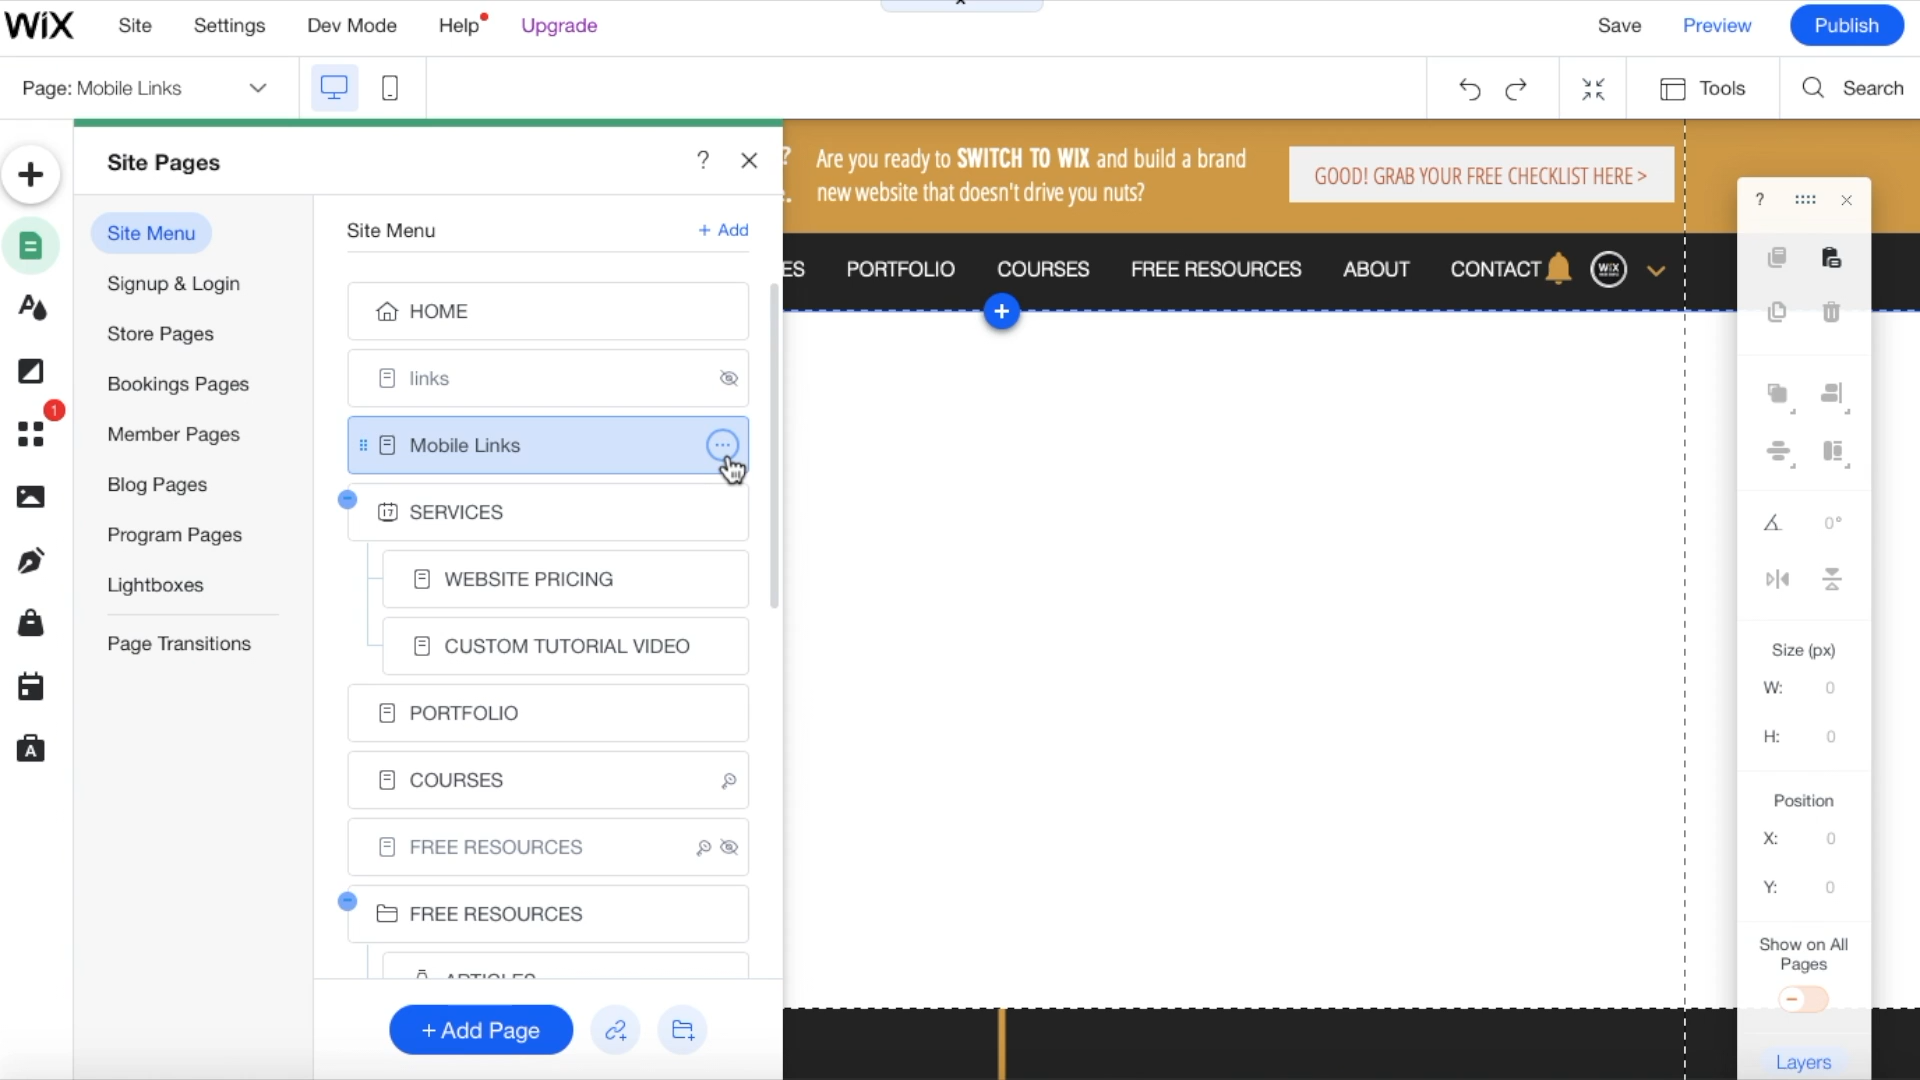 WiX
Site
Settings
Dev Mode
Help
Upgrade
Save
Preview
Publish
Page: Mobile Links
Tools
Search
Site Pages
?
Site Menu
Signup & Login
Store Pages
Bookings Pages
Member Pages
Blog Pages
Program Pages
Lightboxes
Page Transitions
1
Site Menu
+ Add
HOME
links
Mobile Links
17 SERVICES
WEBSITE PRICING
CUSTOM TUTORIAL VIDEO
PORTFOLIO
COURSES
FREE RESOURCES
FREE RESOURCES
ARTICLES
+ Add Page
?
Are you ready to SWITCH TO WIX and build a brand
new website that doesn't drive you nuts?
GOOD! GRAB YOUR FREE CHECKLIST HERE >
ES
PORTFOLIO
COURSES
FREE RESOURCES
ABOUT
CONTACT
WIX
?
0°
Size (px)
W: 0
H: 0
Position
X: 0
Y: 0
Show on All
Pages
Layers